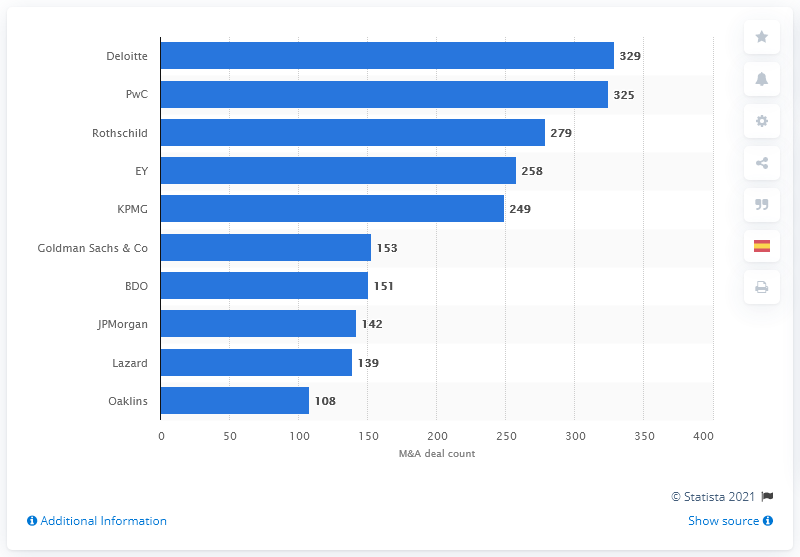 Deloitte 329
PwC 325
Rothschild 279
EY 258
KPMG 249
Goldman Sachs & Co 153
BDO 151
JPMorgan 142
Lazard 139
Oaklins 108
0 50 100 150 200 250 300 350 400
M&A deal count
© Statista 2021
Additional Information Show source